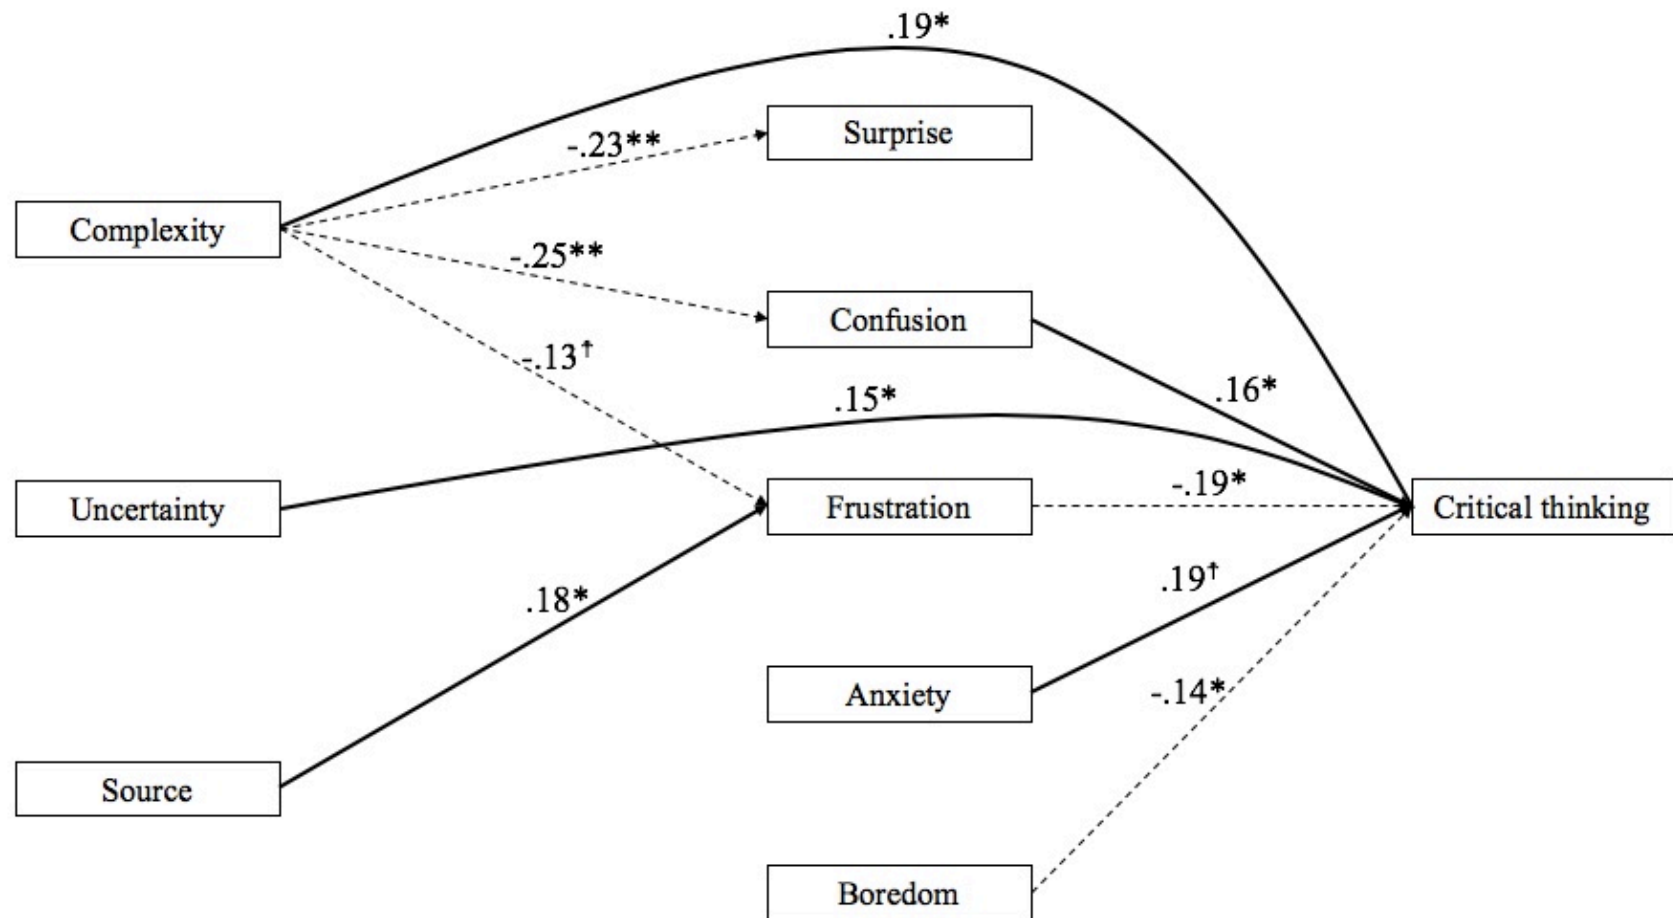 .19*
Surprise
-.23**
Complexity
-.25**
Confusion
-.13†
.16*
.15*
Uncertainty
Frustration
-.19*
Critical thinking
.19†
.18*
Anxiety
-.14*
Source
Boredom